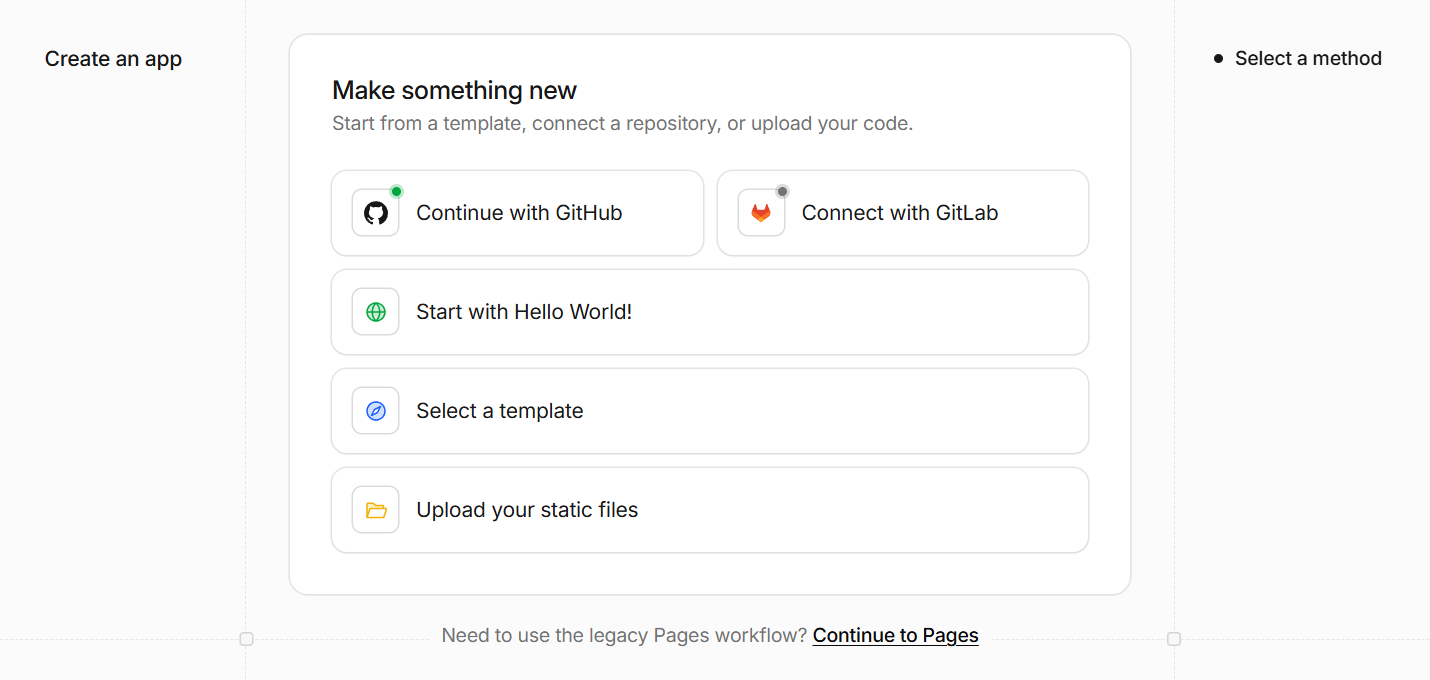 Create an app
Select a method
Make something new
Start from a template, connect a repository, or upload your code.
Continue with GitHub
Connect with GitLab
Start with Hello World!
Select a template
Upload your static files
Need to use the legacy Pages workflow? Continue to Pages